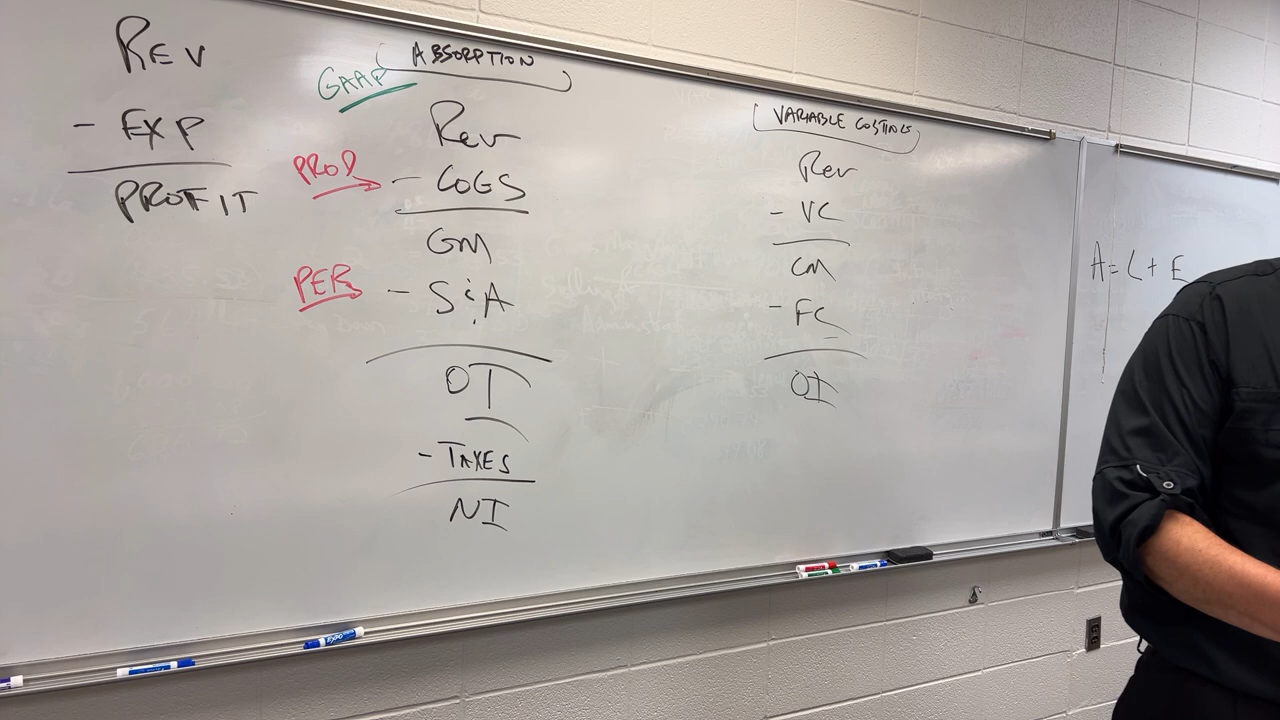 REV
- EXP
PROFIT
GAAP
ABSORPTION
Rev
PROD
- COGS
GM
PER
- S&A
OI
- TAXES
NI
VARIABLE COSTING
Rev
- VC
CM
- FC
OI
A = L + E
EXPO